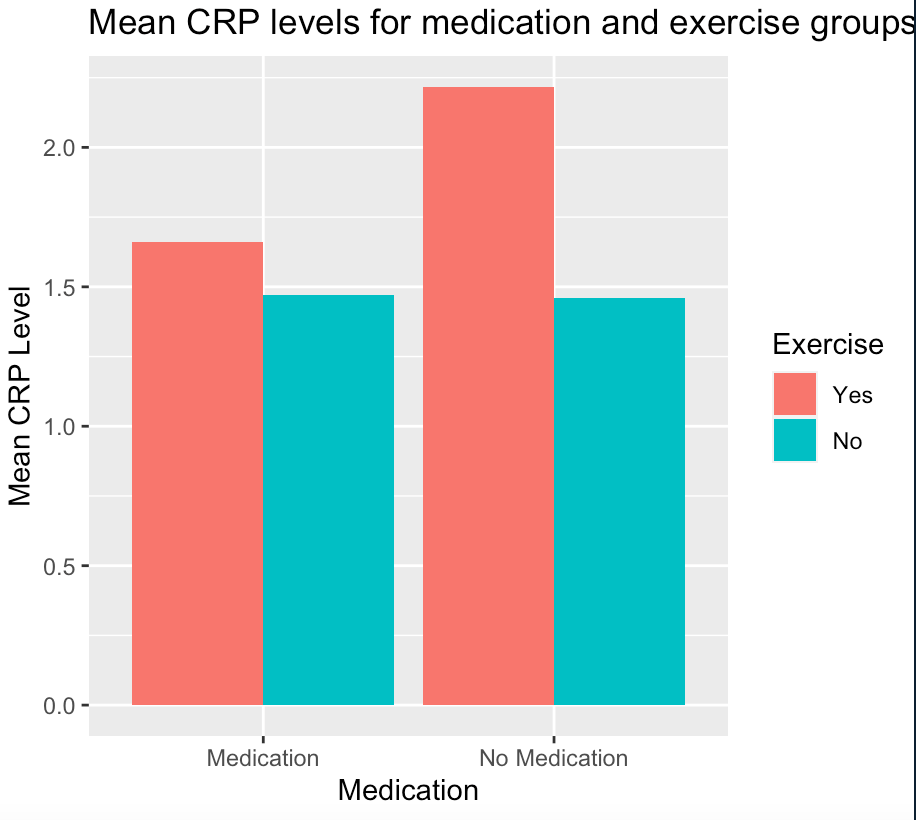 Mean CRP levels for medication and exercise groups
Mean CRP Level
2.0
1.5
1.0
0.5
0.0
Medication
No Medication
Medication
Exercise
Yes
No